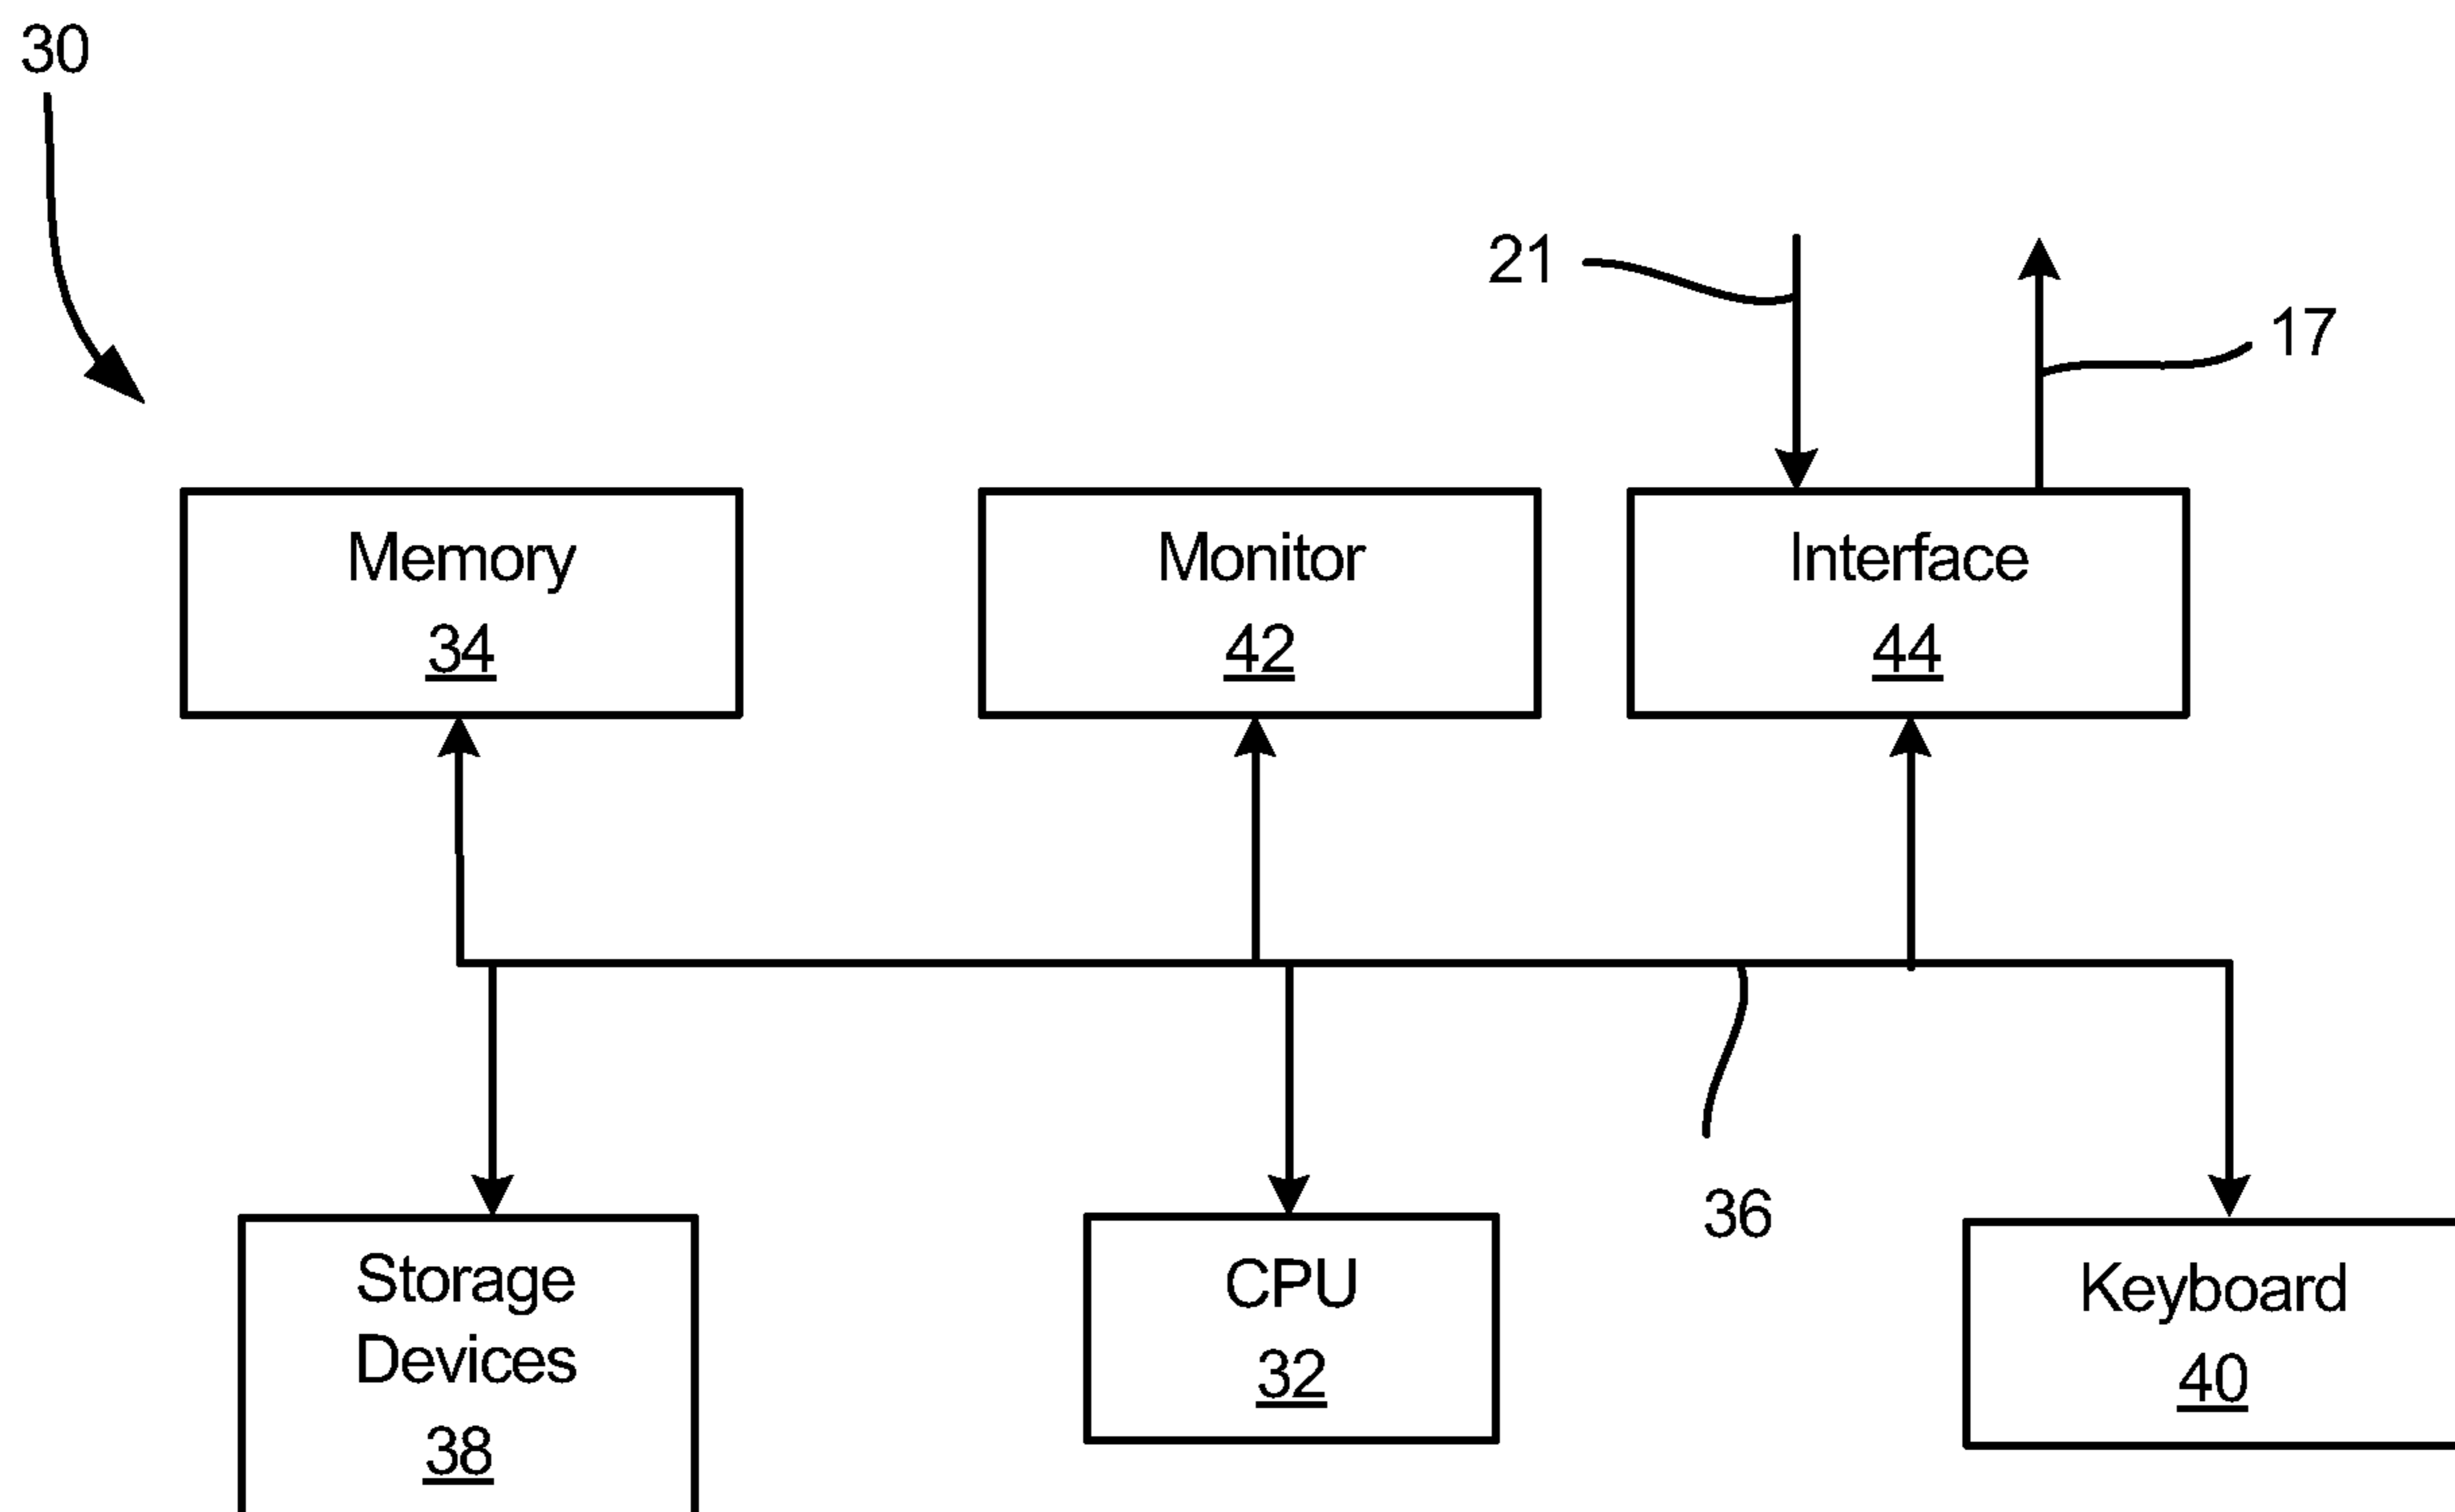 30
21
17
Memory
34
Monitor
42
Interface
44
36
Storage
Devices
38
CPU
32
Keyboard
40